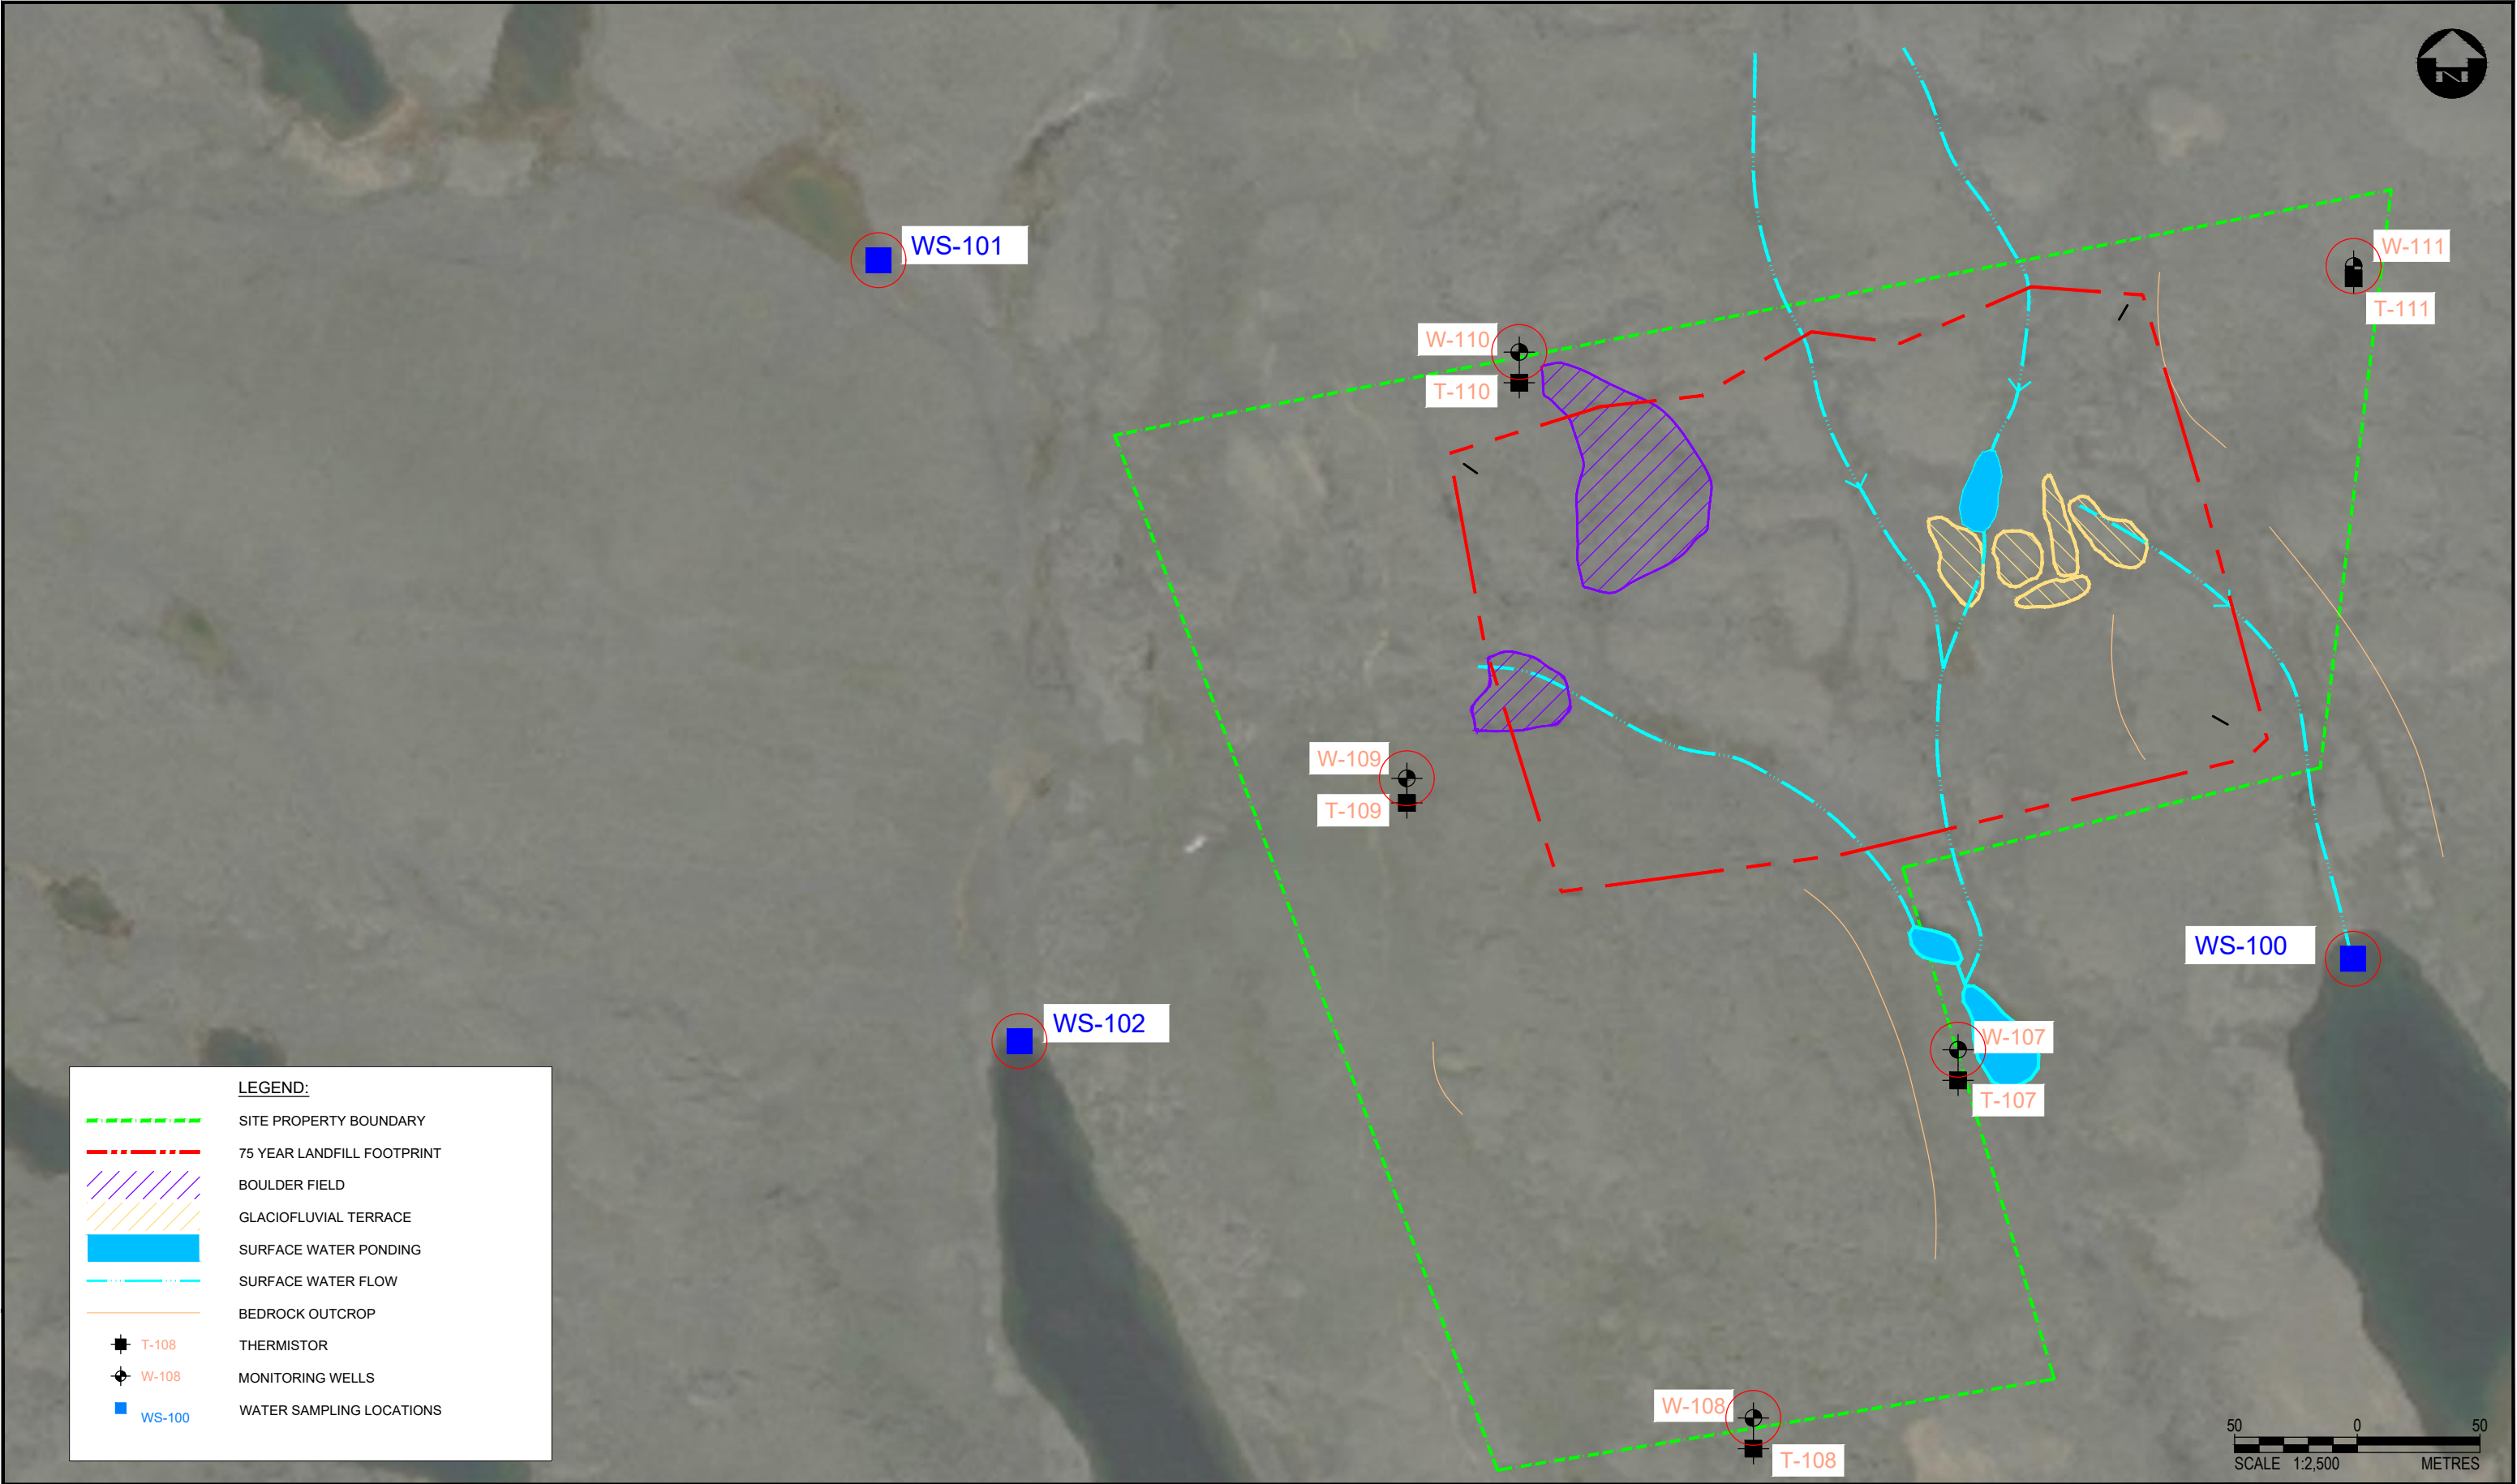 N
WS-101
W-111
T-111
W-110
T-110
W-109
T-109
WS-100
WS-102
W-107
T-107
W-108
T-108
LEGEND:
SITE PROPERTY BOUNDARY
75 YEAR LANDFILL FOOTPRINT
BOULDER FIELD
GLACIOFLUVIAL TERRACE
SURFACE WATER PONDING
SURFACE WATER FLOW
BEDROCK OUTCROP
T-108 THERMISTOR
W-108 MONITORING WELLS
WS-100 WATER SAMPLING LOCATIONS
50 0 50
SCALE 1:2,500 METRES